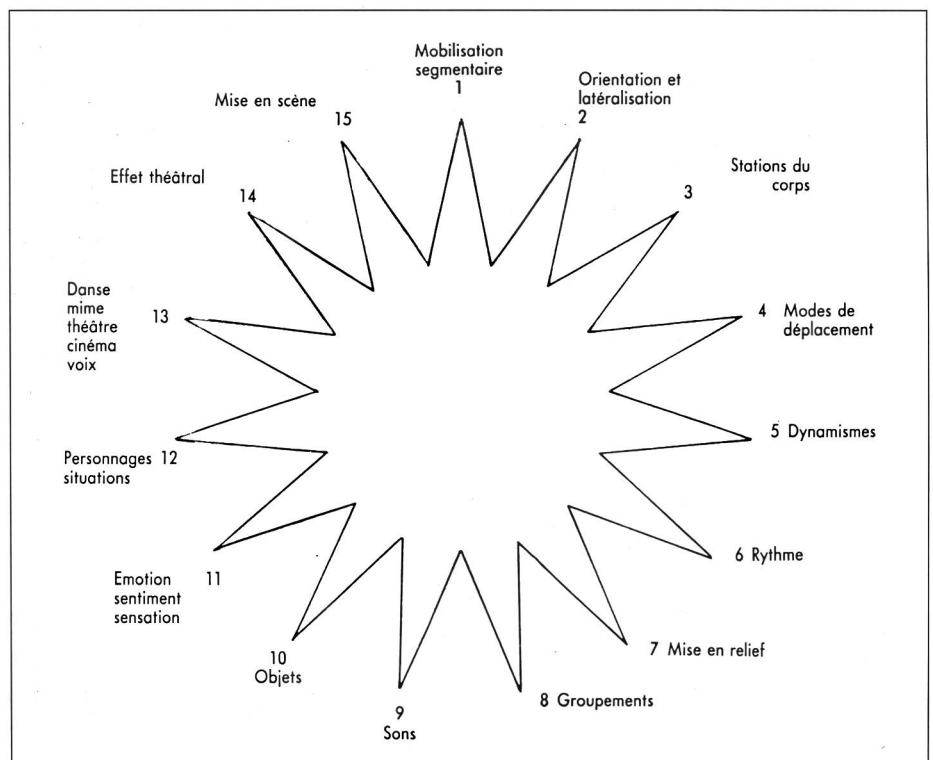 Mobilisation
segmentaire
1
Orientation et
latéralisation
2
Stations du
corps
3
4 Modes de
déplacement
5 Dynamismes
6 Rythme
7 Mise en relief
8 Groupements
9
Sons
10
Objets
Emotion 11
sentiment
sensation
Personnages 12
situations
Danse
mime
théâtre 13
cinéma
voix
Effet théâtral
14
Mise en scène
15